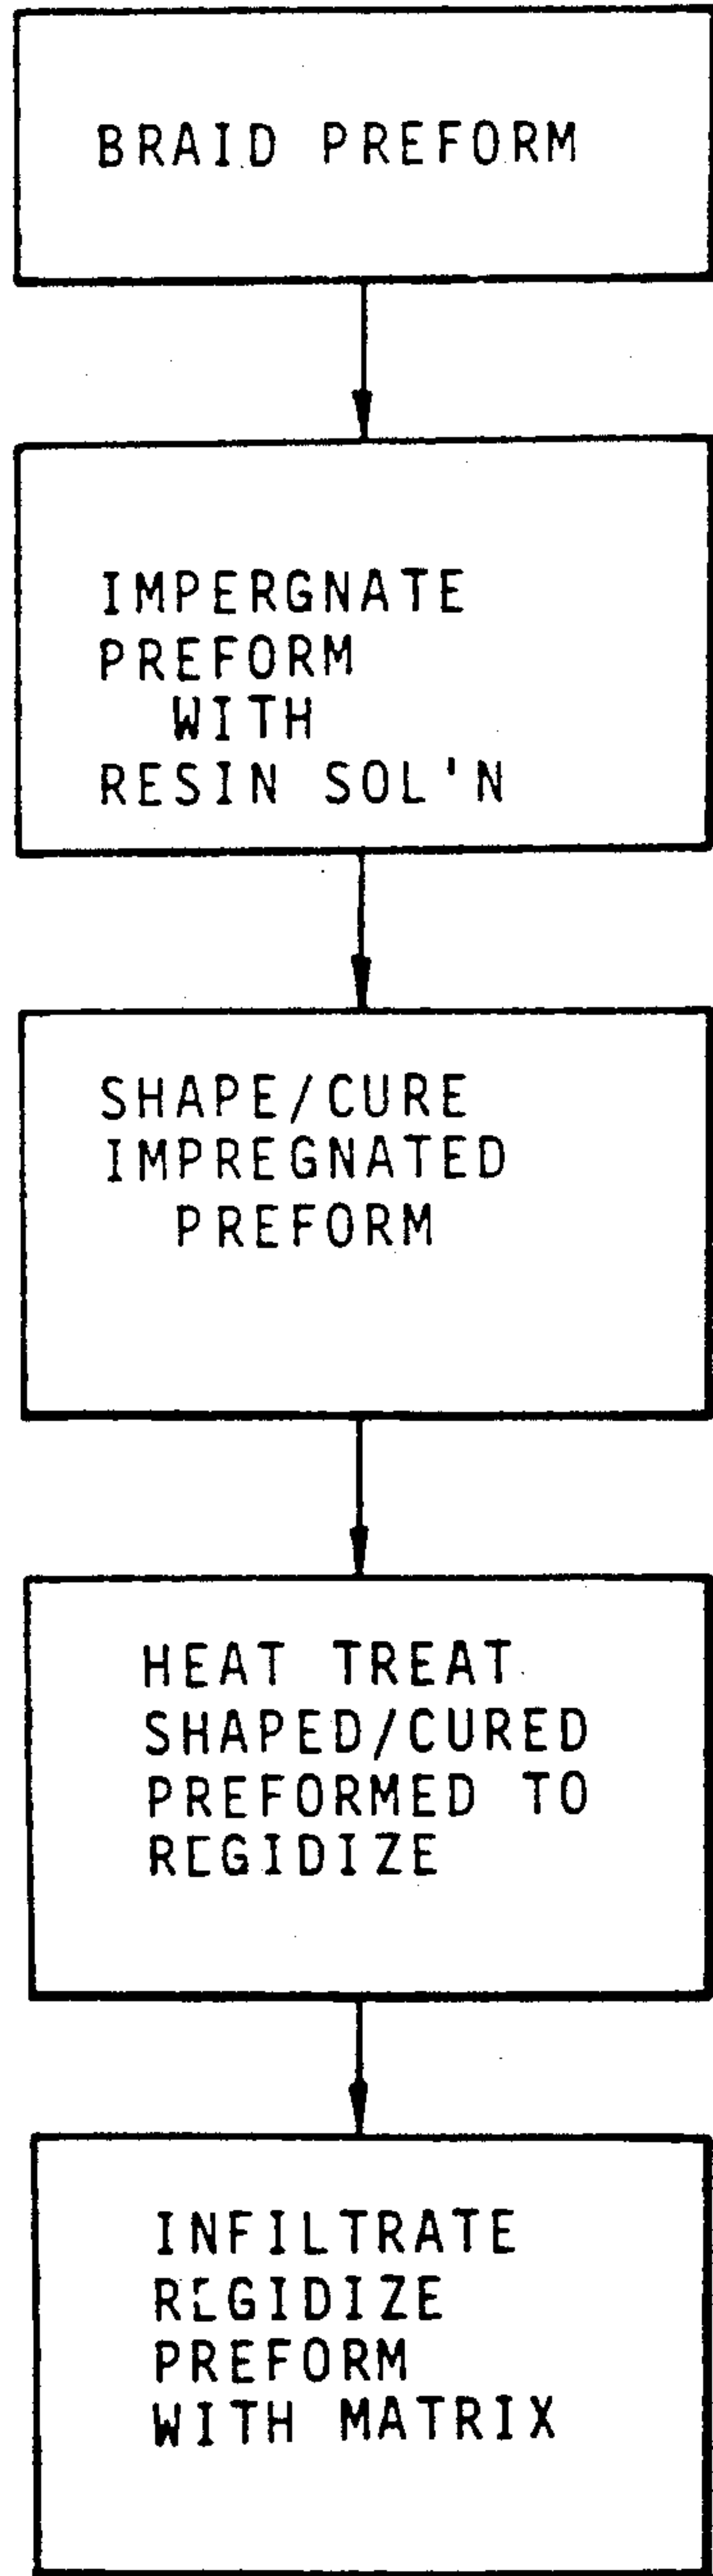 BRAID PREFORM
IMPERGNATE
PREFORM
WITH
RESIN SOL'N
SHAPE/CURE
IMPREGNATED
PREFORM
HEAT TREAT
SHAPED/CURED
PREFORMED TO
REGIDIZE
INFILTRATE
REGIDIZE
PREFORM
WITH MATRIX